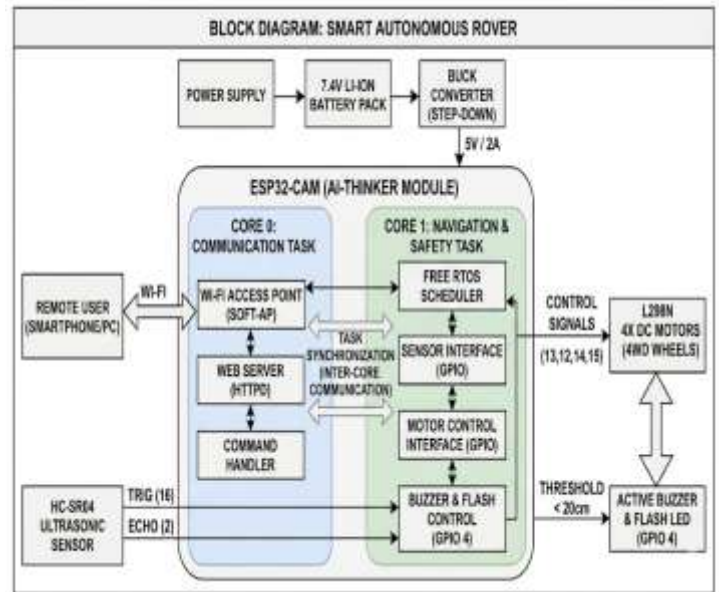 BLOCK DIAGRAM: SMART AUTONOMOUS ROVER
POWER SUPPLY
7.4V LI-ION
BATTERY PACK
BUCK
CONVERTER
(STEP-DOWN)
5V / 2A
ESP32-CAM (AI-THINKER MODULE)
CORE 0:
COMMUNICATION TASK
CORE 1: NAVIGATION &
SAFETY TASK
REMOTE USER
(SMARTPHONE/PC)
WI-FI
WI-FI ACCESS POINT
(SOFT-AP)
FREE RTOS
SCHEDULER
TASK
SYNCHRONIZATION
(INTER-CORE
COMMUNICATION)
WEB SERVER
(HTTPD)
SENSOR INTERFACE
(GPIO)
COMMAND
HANDLER
MOTOR CONTROL
INTERFACE (GPIO)
CONTROL
SIGNALS
(13,12,14,15)
L298N
4X DC MOTORS
(4WD WHEELS)
HC-SR04
ULTRASONIC
SENSOR
TRIG (16)
ECHO (2)
BUZZER & FLASH
CONTROL
(GPIO 4)
THRESHOLD
< 20cm
ACTIVE BUZZER
& FLASH LED
(GPIO 4)